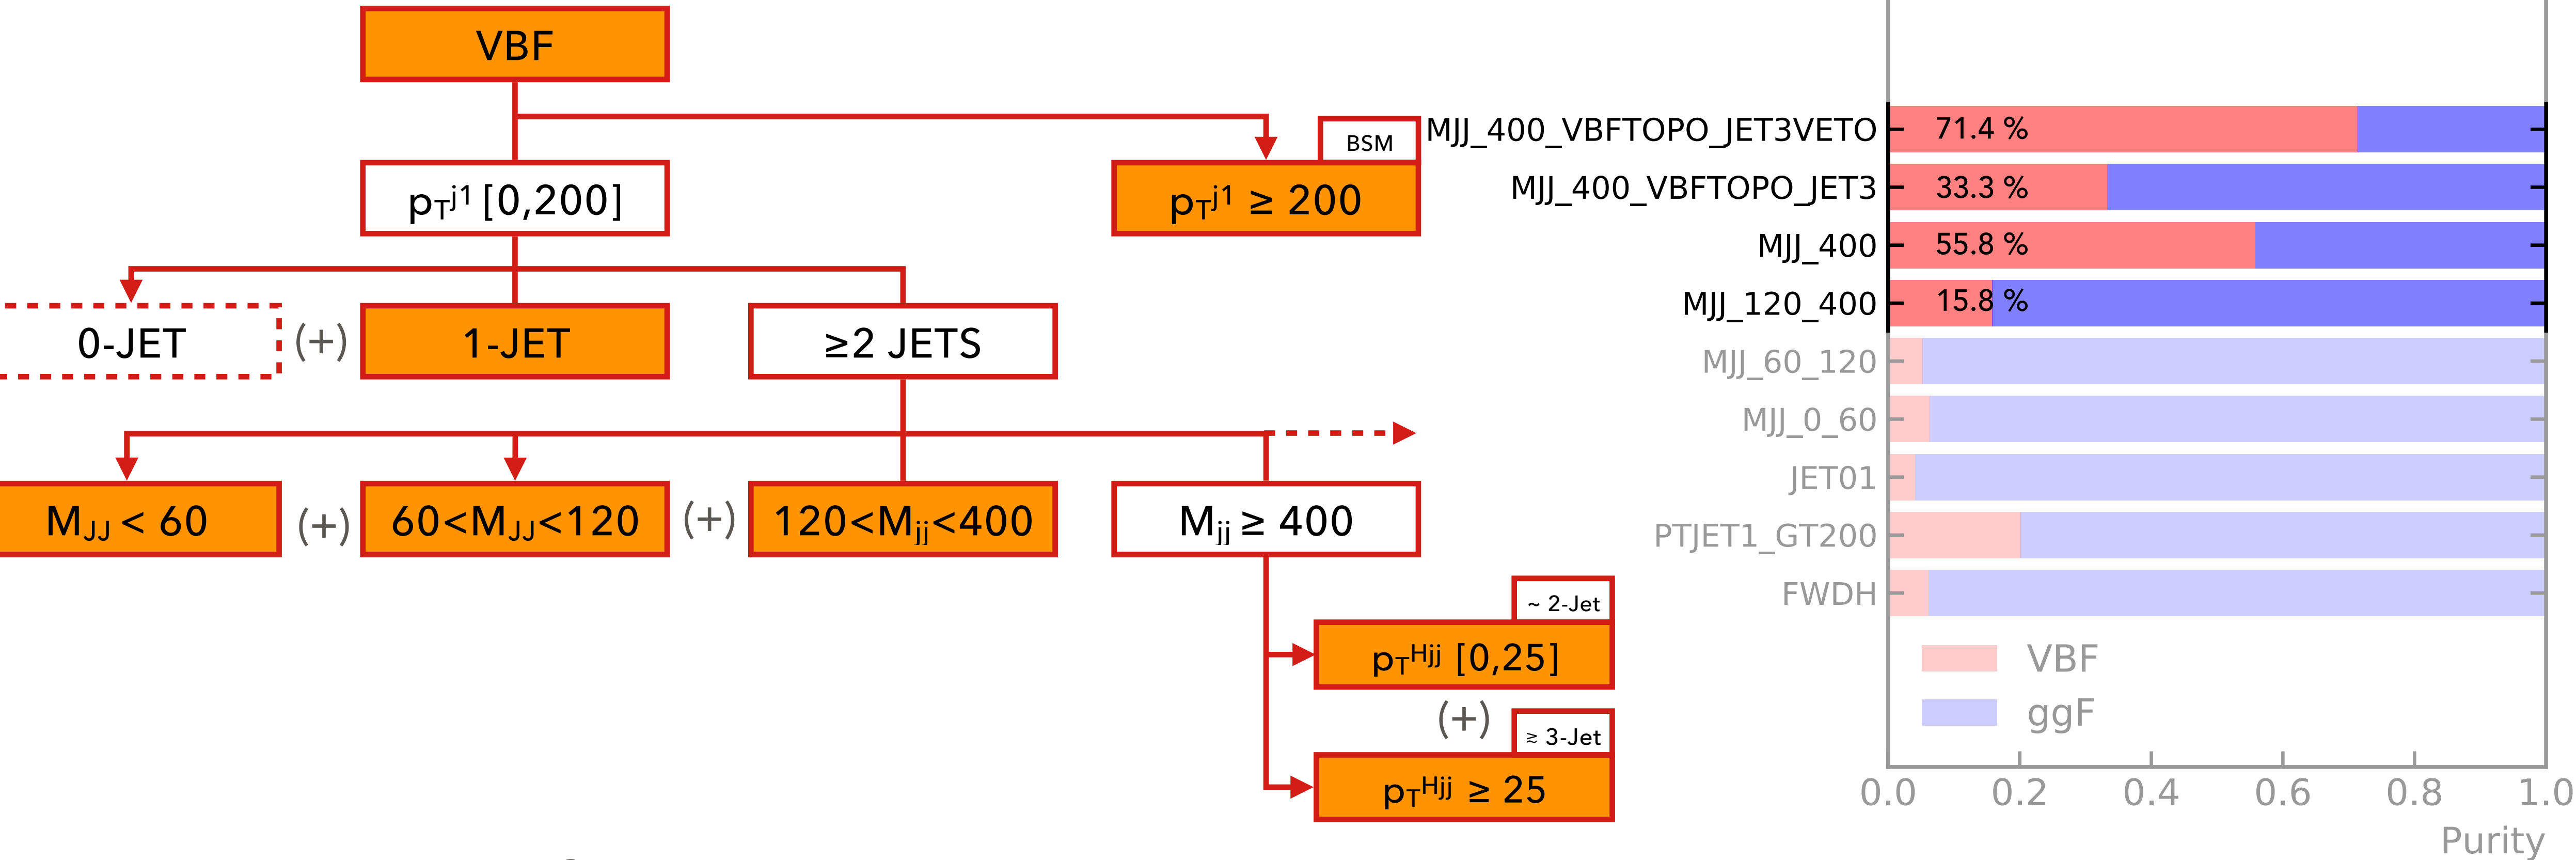 VBF
BSM
pTj1 [0,200]
pTj1 ≥ 200
0-JET
(+)
1-JET
≥2 JETS
MJJ < 60
(+)
60<MJJ<120
(+)
120<Mjj<400
Mjj ≥ 400
~ 2-Jet
pTHjj [0,25]
(+)
≳ 3-Jet
pTHjj ≥ 25
MJJ_400_VBFTOPO_JET3VETO
71.4 %
MJJ_400_VBFTOPO_JET3
33.3 %
MJJ_400
55.8 %
MJJ_120_400
15.8 %
MJJ_60_120
MJJ_0_60
JET01
PTJET1_GT200
FWDH
VBF
ggF
0.0 0.2 0.4 0.6 0.8 1.0
Purity